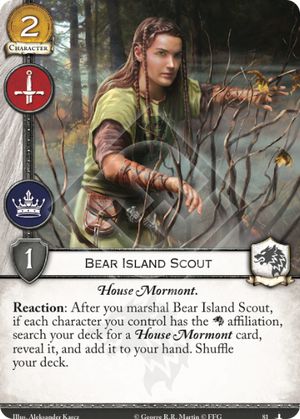 2
CHARACTER
1
BEAR ISLAND SCOUT
House Mormont.
Reaction: After you marshal Bear Island Scout,
if each character you control has the affiliation,
search your deck for a House Mormont card,
reveal it, and add it to your hand. Shuffle
your deck.
Illus. Aleksander Karcz © George R.R. Martin © FFG 81